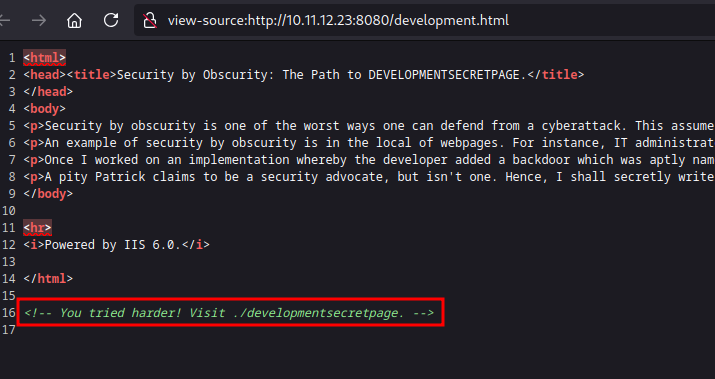 view-source:http://10.11.12.23:8080/development.html
1 <html>
2 <head><title>Security by Obscurity: The Path to DEVELOPMENTSECRETPAGE.</title>
3 </head>
4 <body>
5 <p>Security by obscurity is one of the worst ways one can defend from a cyberattack. This assume
6 <p>An example of security by obscurity is in the local of webpages. For instance, IT administrat
7 <p>Once I worked on an implementation whereby the developer added a backdoor which was aptly nam
8 <p>A pity Patrick claims to be a security advocate, but isn't one. Hence, I shall secretly write
9 </body>
10
11 <hr>
12 <i>Powered by IIS 6.0.</i>
13
14 </html>
15
16 <!-- You tried harder! Visit ./developmentsecretpage. -->
17